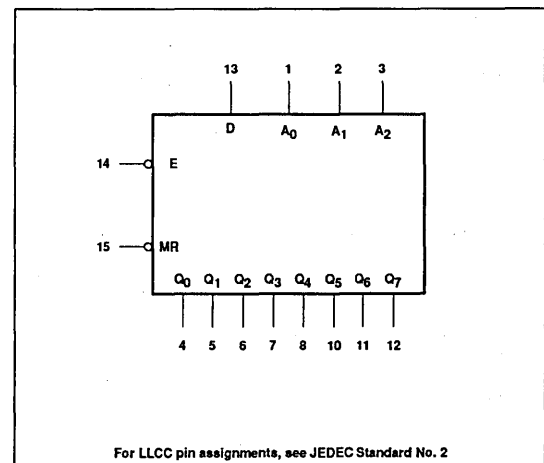 13 1 2 3
D A₀ A₁ A₂
14 E
15 MR
Q₀ Q₁ Q₂ Q₃ Q₄ Q₅ Q₆ Q₇
4 5 6 7 8 10 11 12
For LLCC pin assignments, see JEDEC Standard No. 2